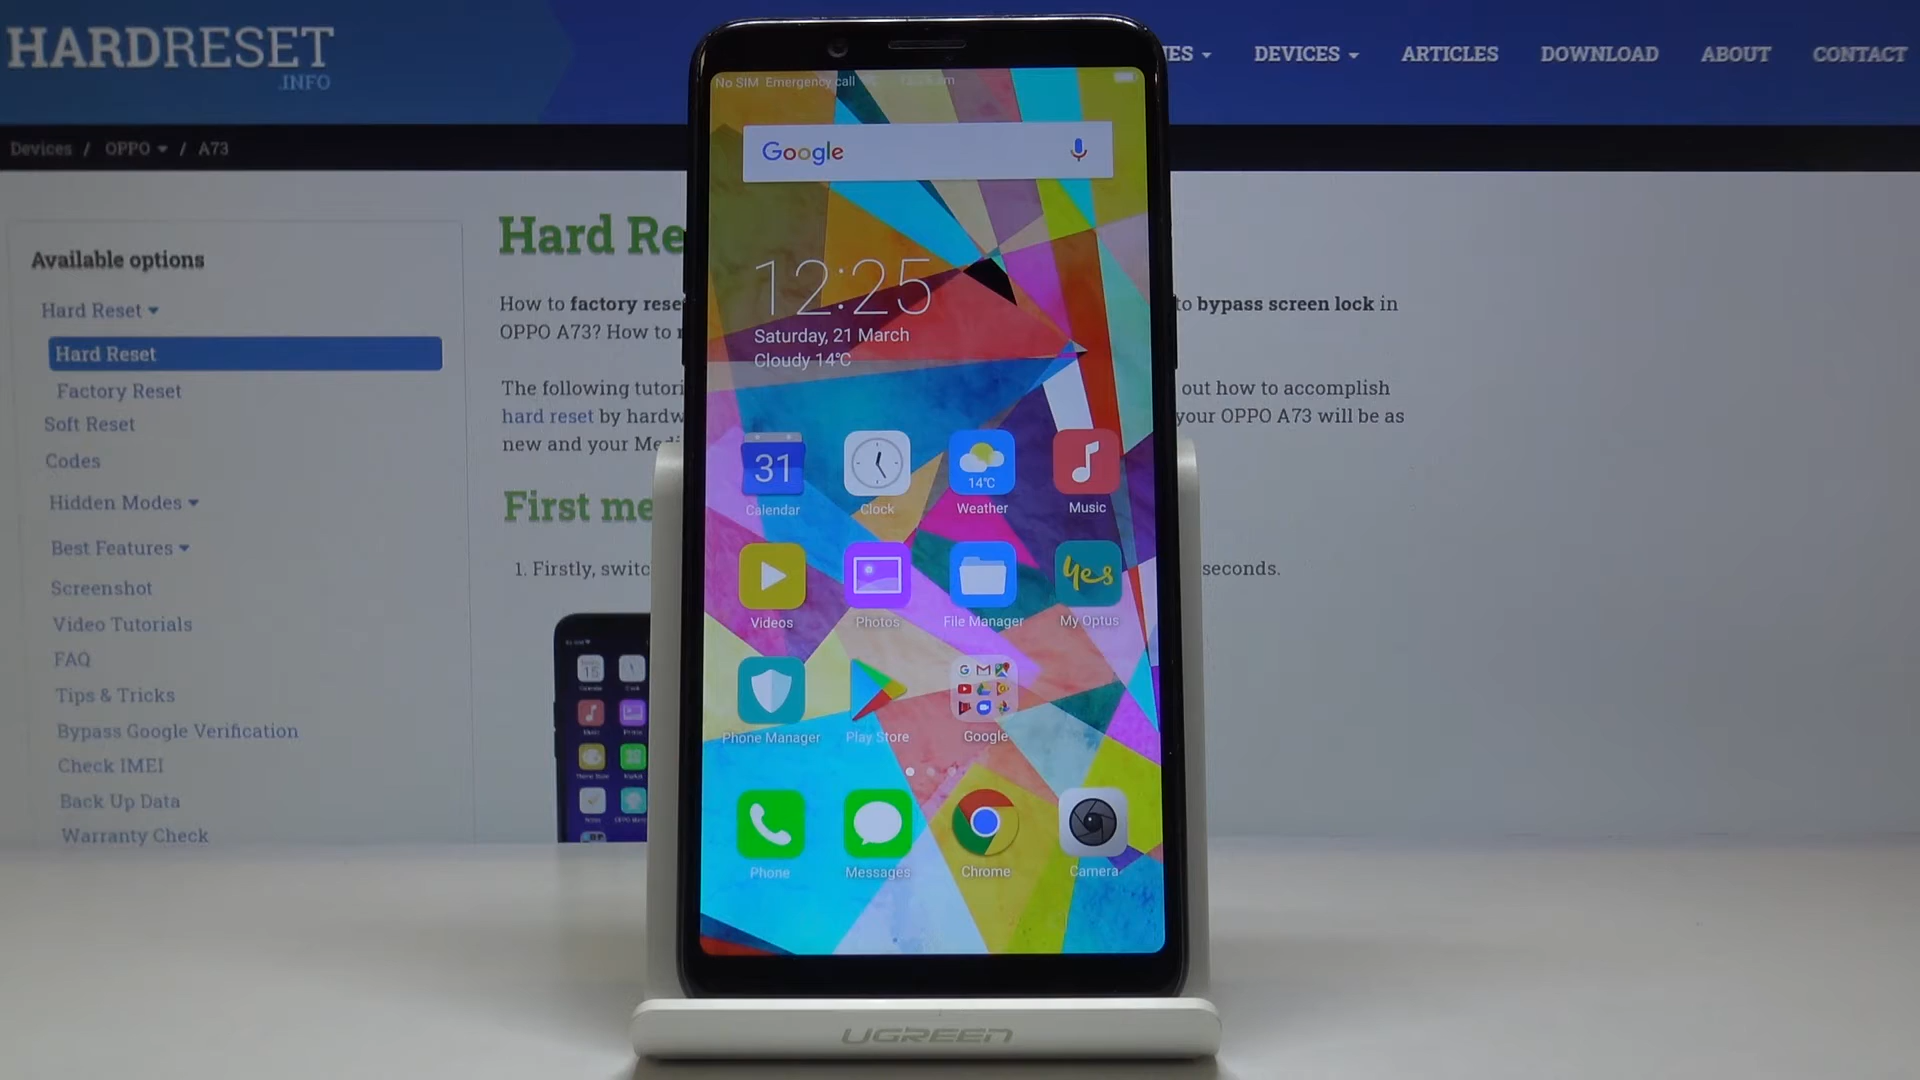 HARDRESET
.INFO
DEVICES
ARTICLES
DOWNLOAD
ABOUT
CONTACT
Devices / OPPO / A73
Available options
Hard Reset
Hard Reset
Factory Reset
Soft Reset
Codes
Hidden Modes
Best Features
Screenshot
Video Tutorials
FAQ
Tips & Tricks
Bypass Google Verification
Check IMEI
Back Up Data
Warranty Check
Hard Re
How to factory rese
to bypass screen lock in
OPPO A73? How to
The following tutori
out how to accomplish
hard reset by hardw
your OPPO A73 will be as
new and your Medi
First me
1. Firstly, switc
seconds.
No SIM Emergency call
Google
12:25
Saturday, 21 March
Cloudy 14°C
31
14°C
Calendar
Clock
Weather
Music
yes
Videos
Photos
File Manager
My Optus
Phone Manager
Play Store
Google
Phone
Messages
Chrome
Camera
UGREEN